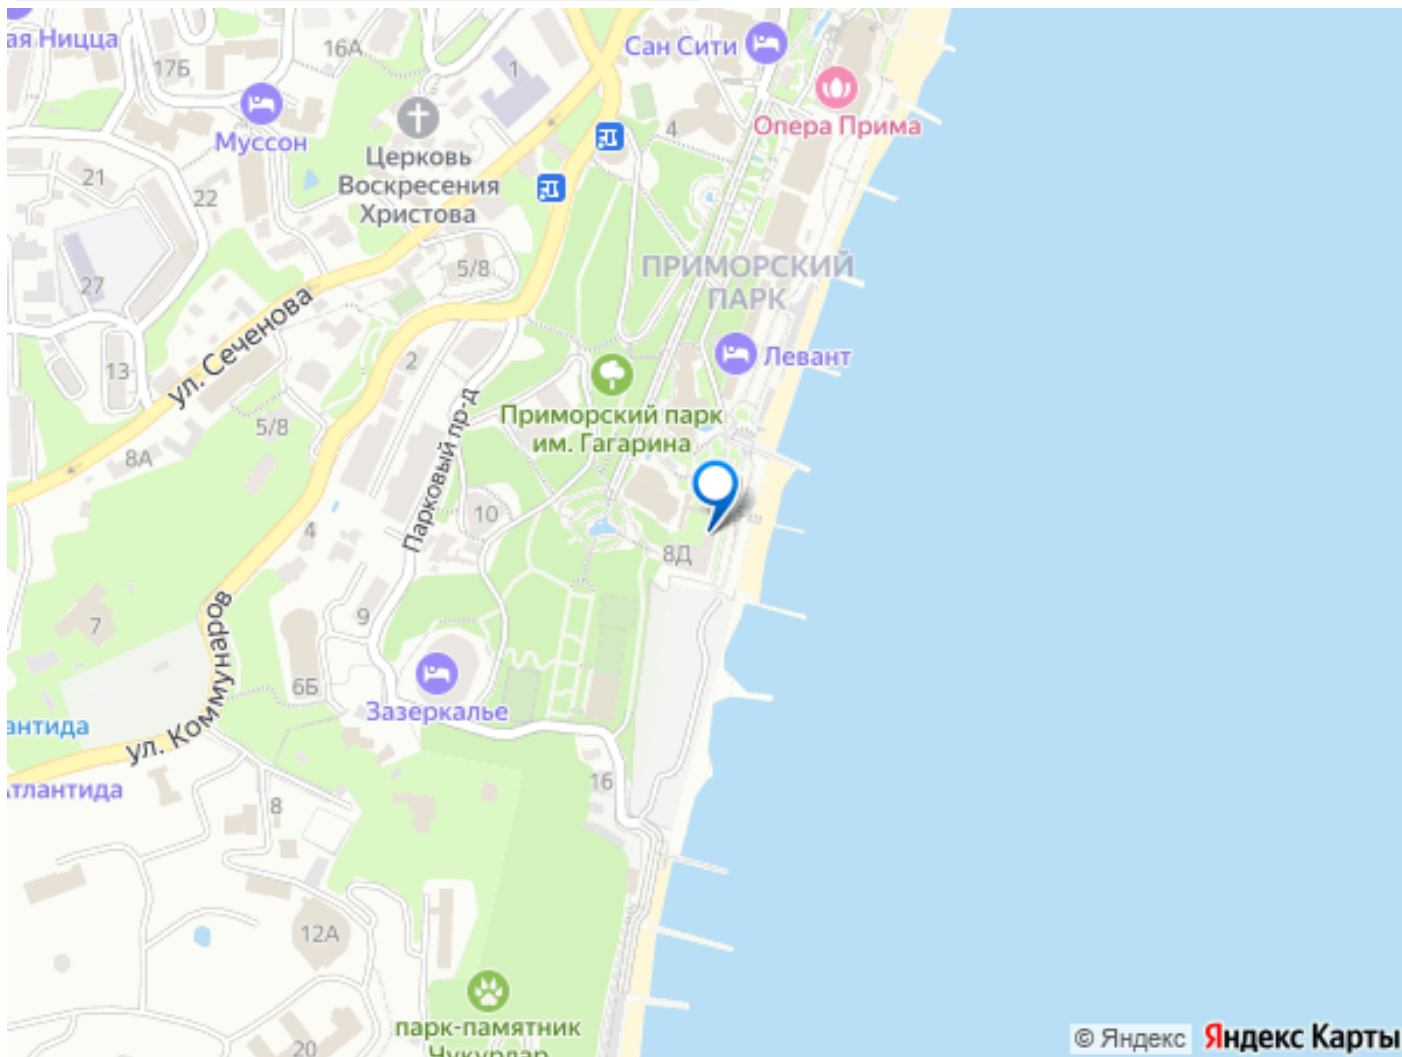 ая Ницца
16А
17Б
1
Сан Сити
Муссон
Опера Прима
4
Церковь
Воскресения
Христова
21
22
5/8
27
ПРИМОРСКИЙ
ПАРК
ул. Сеченова
13
2
Левант
Парковый пр-д
Приморский парк
им. Гагарина
5/8
8А
10
4
8Д
9
7
6Б
Зазеркалье
антида
ул. Коммунаров
тлантида
8
16
12А
парк-памятник
Чукурлар
20
© Яндекс
Яндекс Карты